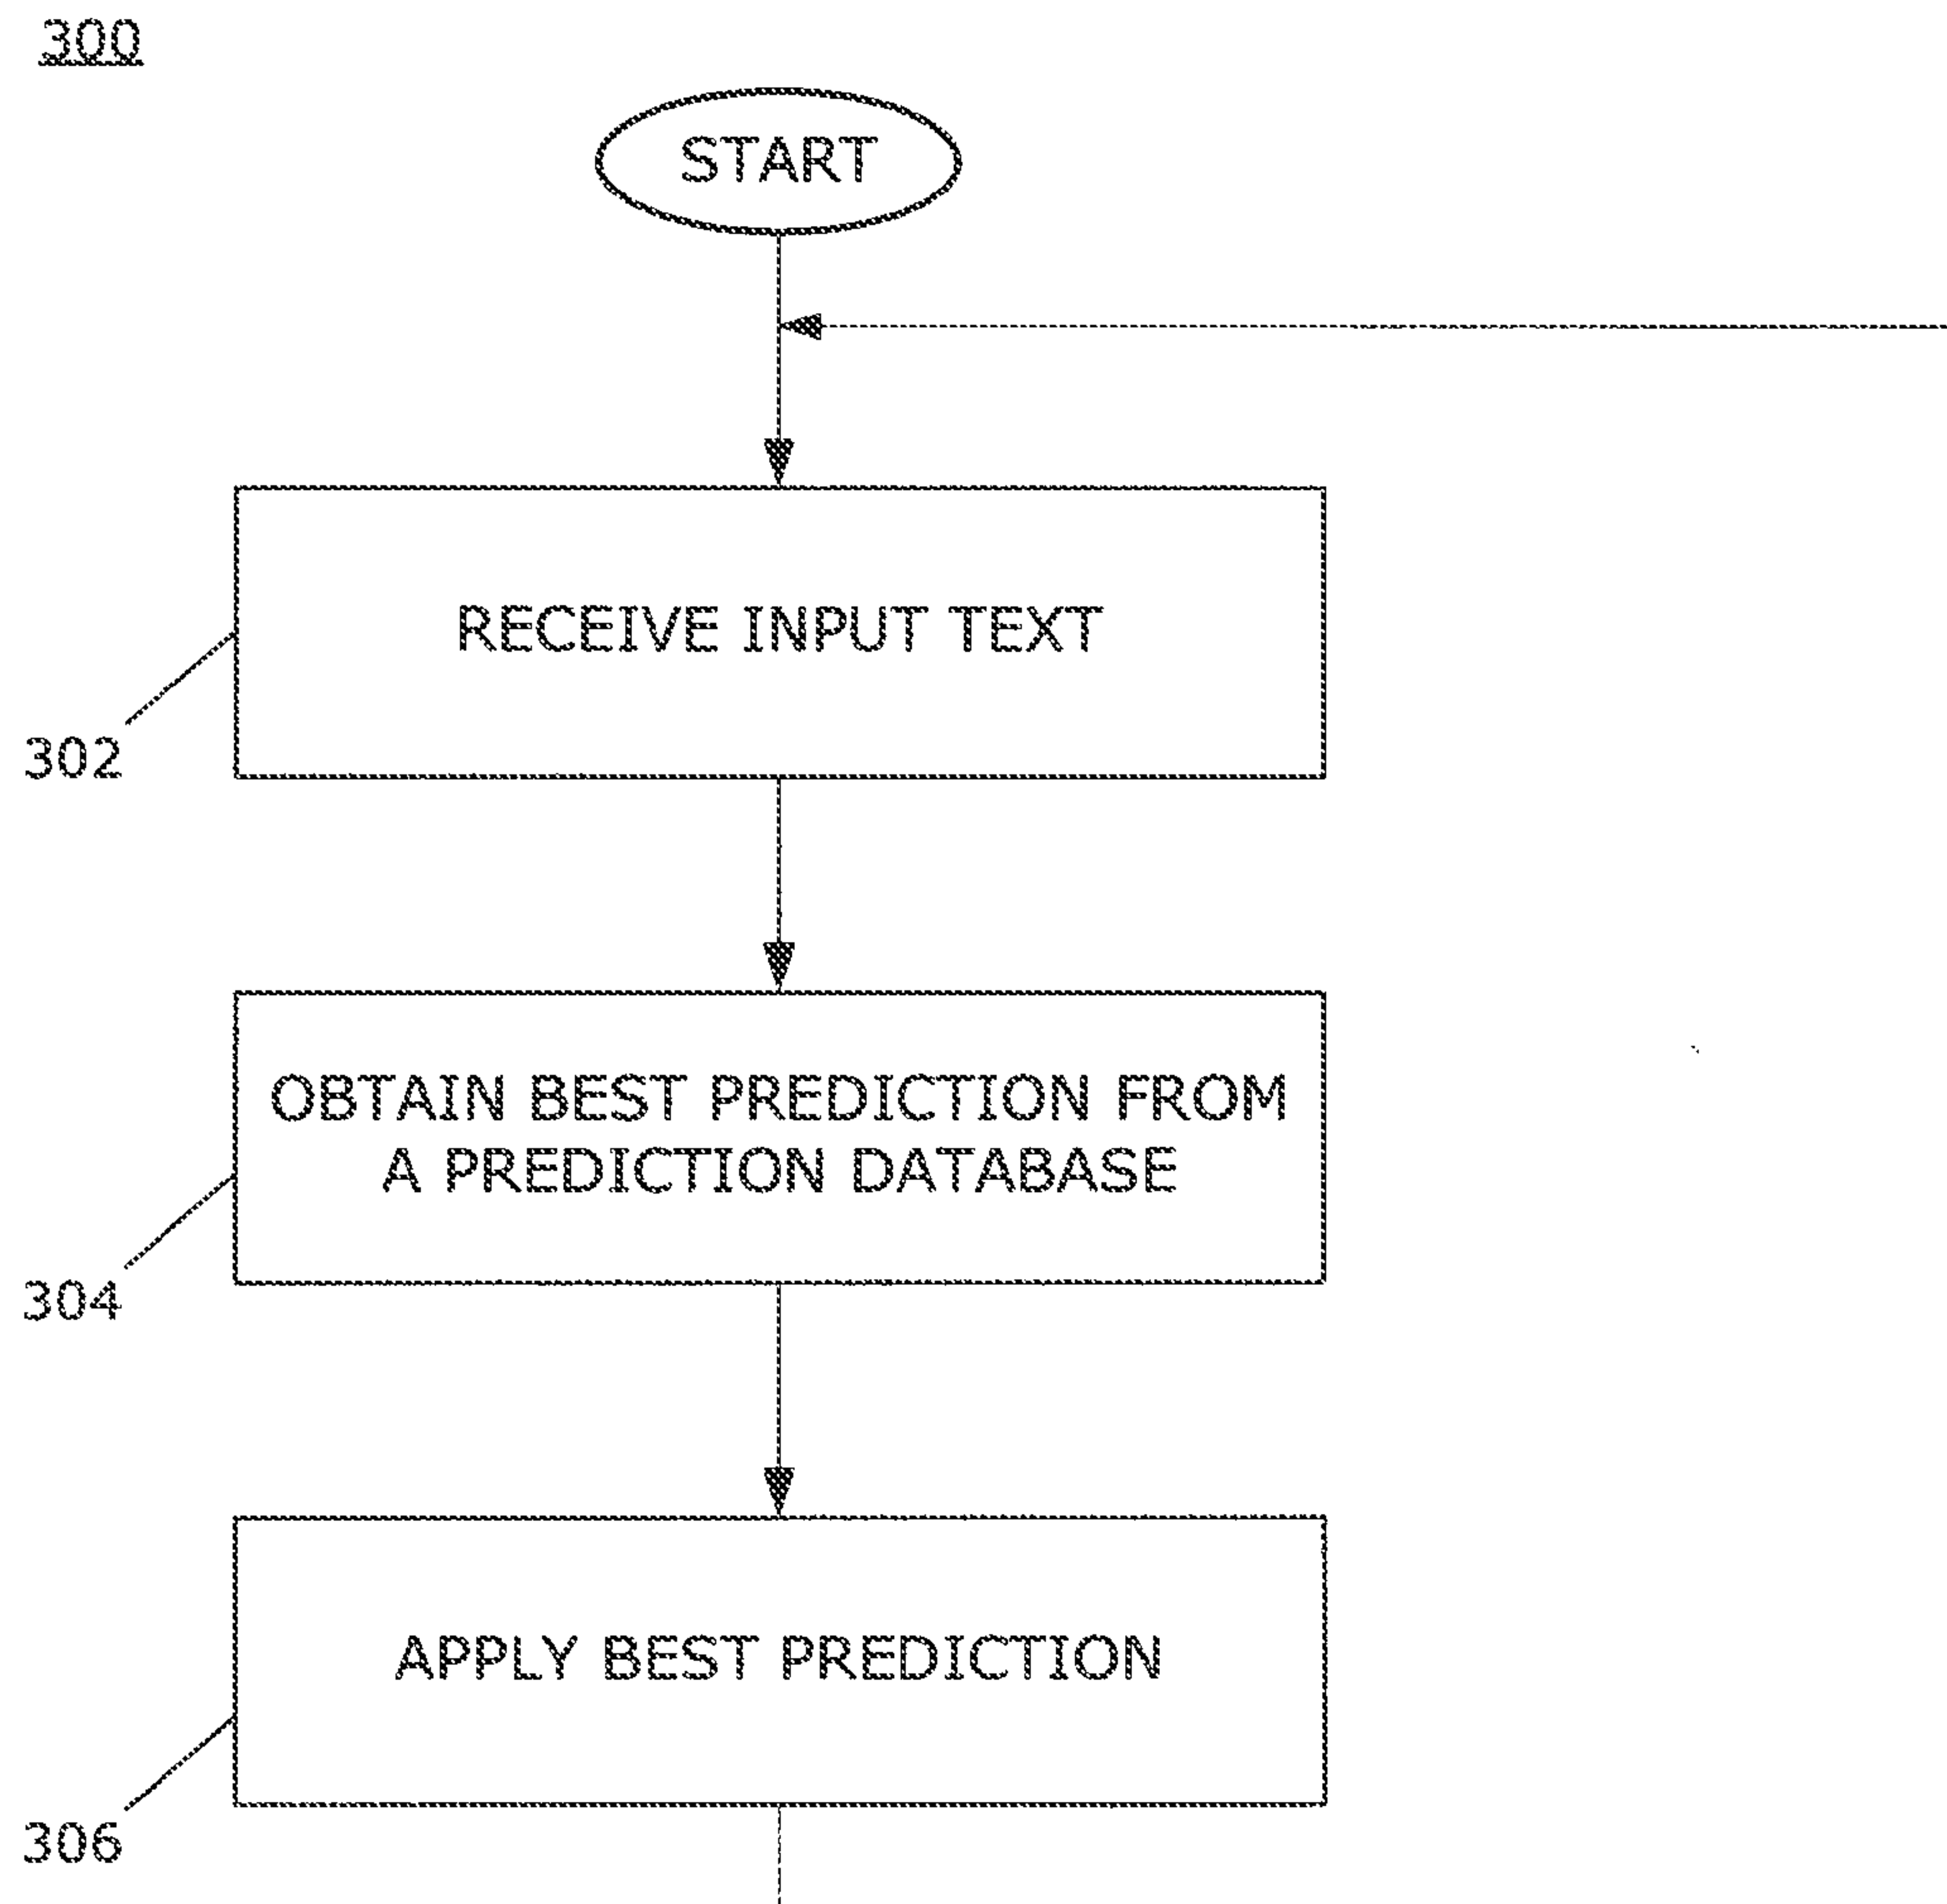 300
START
RECEIVE INPUT TEXT
302
OBTAIN BEST PREDICTION FROM
A PREDICTION DATABASE
304
APPLY BEST PREDICTION
306